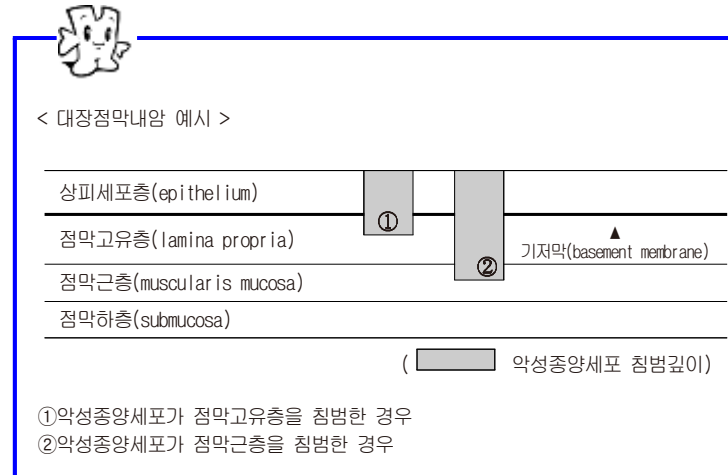 < 대장점막내암 예시 >
상피세포층(epithelium)
①
점막고유층(lamina propria)
▲
기저막(basement membrane)
②
점막근층(muscularis mucosa)
점막하층(submucosa)
( 악성종양세포 침범깊이)
①악성종양세포가 점막고유층을 침범한 경우
②악성종양세포가 점막근층을 침범한 경우